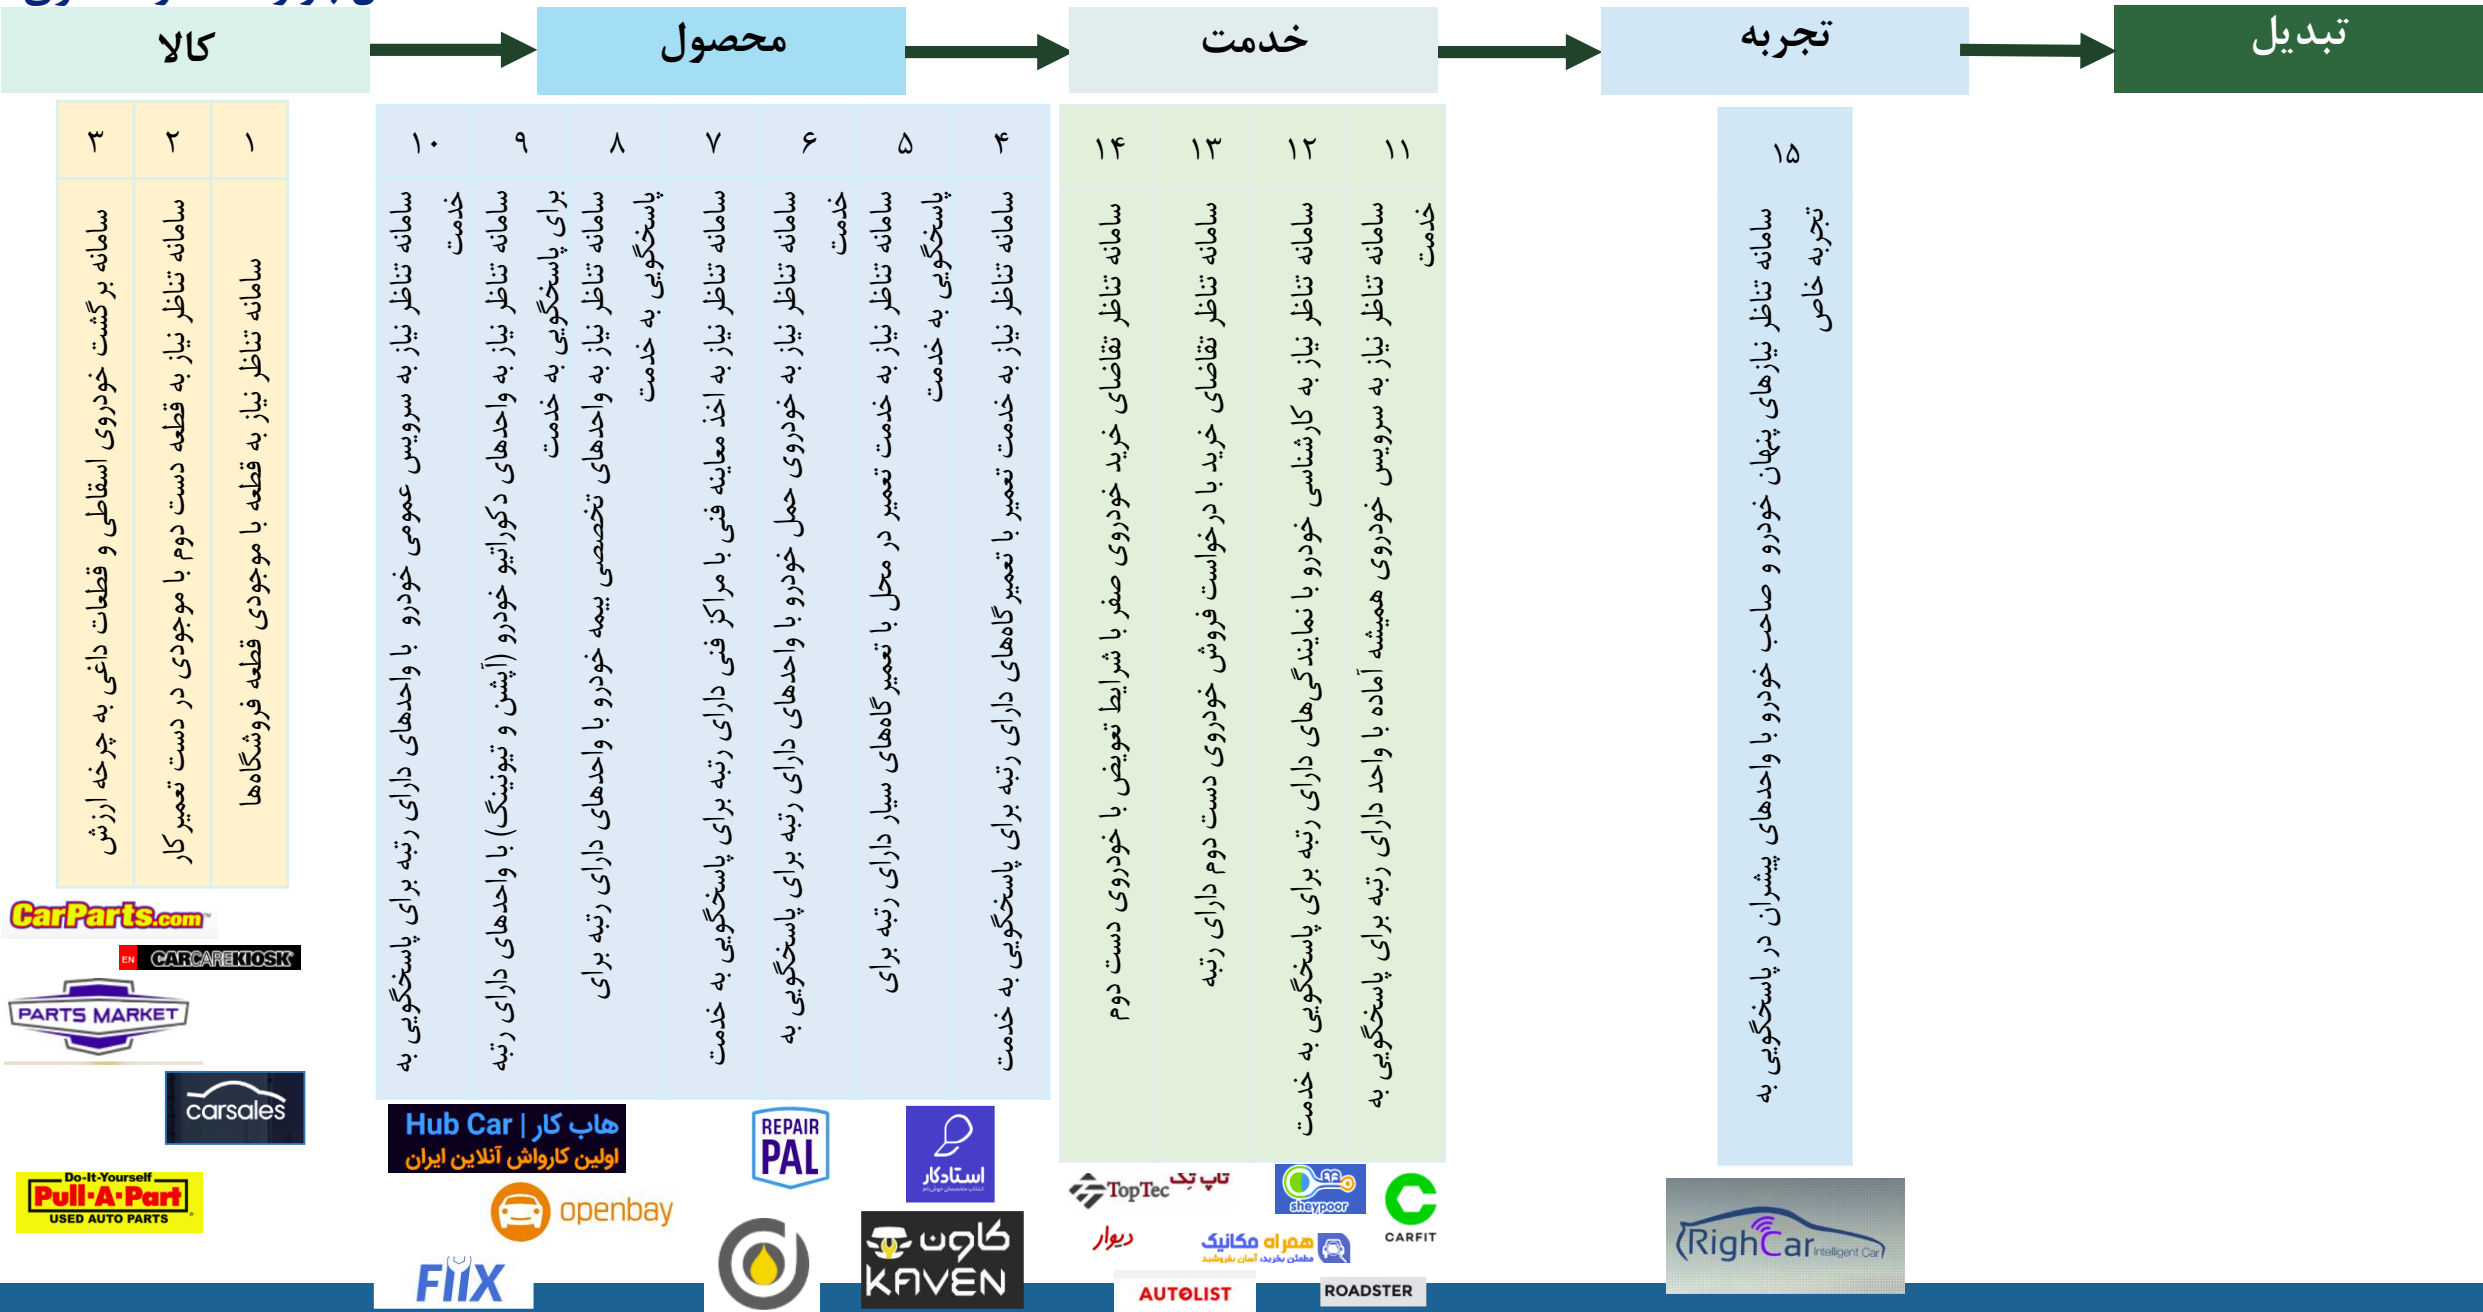 کالا
محصول
خدمت
تجربه
تبدیل
۱
سامانه تناظر نیاز به قطعه با موجودی قطعه فروشگاه‌ها
۲
سامانه تناظر نیاز به قطعه دست دوم با موجودی در دست تعمیرکار
۳
سامانه برگشت خودروی اسقاطی و قطعات داغی به چرخه ارزش
۴
سامانه تناظر نیاز به خدمت تعمیر با تعمیرگاه‌های دارای رتبه برای پاسخگویی به خدمت
۵
سامانه تناظر نیاز به خدمت تعمیر در محل با تعمیرگاه‌های سیار دارای رتبه برای
پاسخگویی به خدمت
۶
سامانه تناظر نیاز به خودروی حمل خودرو با واحدهای دارای رتبه برای پاسخگویی به
خدمت
۷
سامانه تناظر نیاز به اخذ معاینه فنی با مراکز فنی دارای رتبه برای پاسخگویی به خدمت
۸
سامانه تناظر نیاز به واحدهای تخصصی بیمه خودرو با واحدهای دارای رتبه برای
پاسخگویی به خدمت
۹
سامانه تناظر نیاز به واحدهای دکوراتیو خودرو (آپشن و تیونینگ) با واحدهای دارای رتبه
برای پاسخگویی به خدمت
۱۰
سامانه تناظر نیاز به سرویس عمومی خودرو با واحدهای دارای رتبه برای پاسخگویی به
خدمت
۱۱
سامانه تناظر نیاز به سرویس خودروی همیشه آماده با واحد دارای رتبه برای پاسخگویی به
خدمت
۱۲
سامانه تناظر نیاز به کارشناسی خودرو با نمایندگی‌های دارای رتبه برای پاسخگویی به خدمت
۱۳
سامانه تناظر تقاضای خرید با درخواست فروش خودروی دست دوم دارای رتبه
۱۴
سامانه تناظر تقاضای خرید خودروی صفر با شرایط تعویض با خودروی دست دوم
۱۵
سامانه تناظر نیازهای پنهان خودرو و صاحب خودرو با واحدهای پیشران در پاسخگویی به
تجربه خاص
CarParts.com
EN CARCAREKIOSK
PARTS MARKET
carsales
Do-It-Yourself
Pull-A-Part
USED AUTO PARTS
هاب کار | Hub Car
اولین کارواش آنلاین ایران
openbay
FIIX
REPAIR
PAL
استادکار
کاون
KAVEN
TopTec تاپ تک
دیوار
sheypoor
همراه مکانیک
مطمئن بخرید، آسان بفروشید
CARFIT
AUTOLIST
ROADSTER
RighCar Intelligent Car